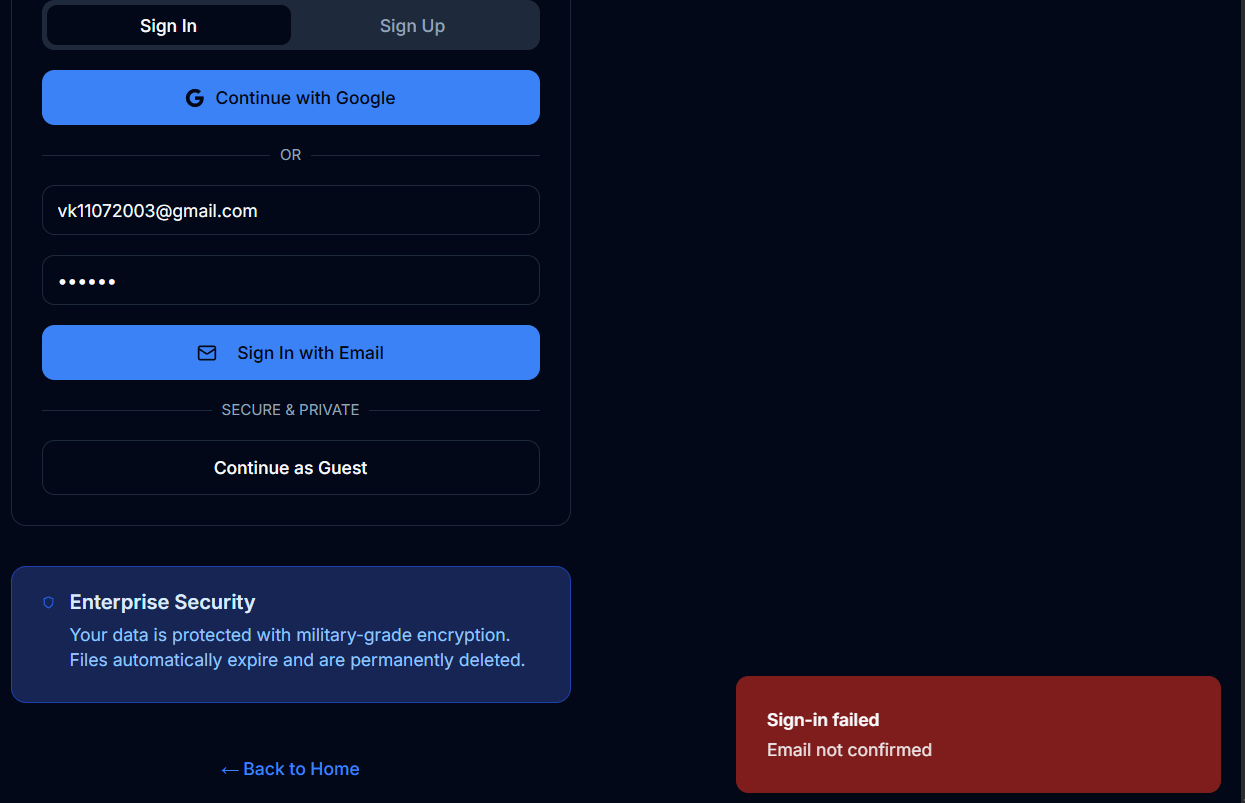 Sign In
Sign Up
Continue with Google
OR
vk11072003@gmail.com
••••••
Sign In with Email
SECURE & PRIVATE
Continue as Guest
Enterprise Security
Your data is protected with military-grade encryption.
Files automatically expire and are permanently deleted.
← Back to Home
Sign-in failed
Email not confirmed